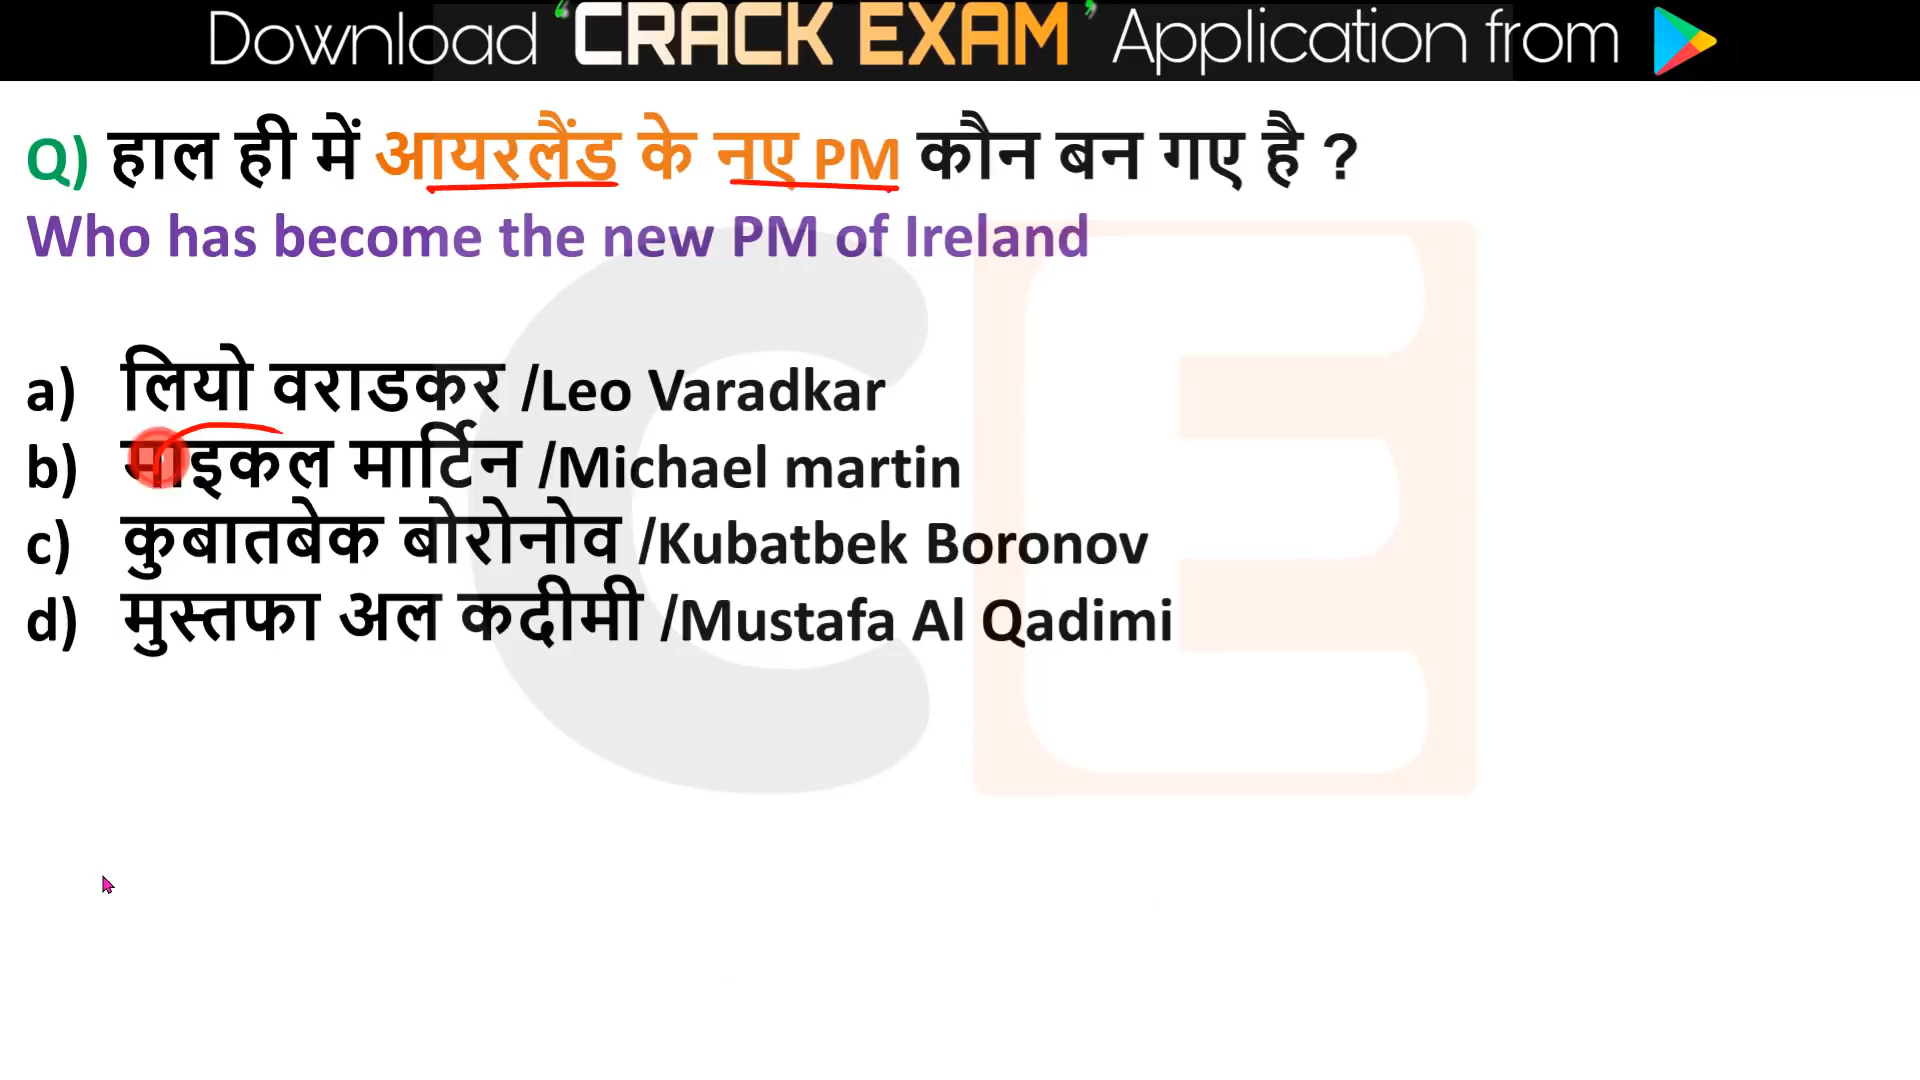 Download ‘CRACK EXAM’ Application from
Q) हाल ही में आयरलैंड के नए PM कौन बन गए है ?
Who has become the new PM of Ireland
a) लियो वराडकर /Leo Varadkar
b) माइकल मार्टिन /Michael martin
c) कुबातबेक बोरोनोव /Kubatbek Boronov
d) मुस्तफा अल कदीमी /Mustafa Al Qadimi
CE